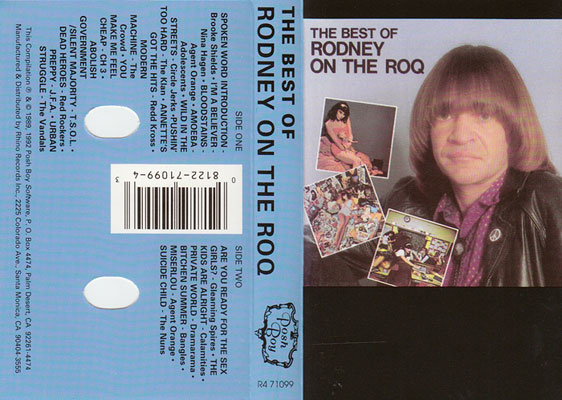 THE BEST OF
RODNEY
ON THE ROQ
THE BEST OF
RODNEY ON THE ROQ
Posh
Boy
R4 71099
SIDE ONE
SPOKEN WORD INTRODUCTION -
Brooke Shields • I'M A BELIEVER -
Nina Hagen • BLOODSTAINS -
Agent Orange • AMOEBA -
Adolescents • WILD IN THE
STREETS - Circle Jerks • PUSHIN'
TOO HARD - The Klan • ANNETTE'S
GOT THE HITS - Redd Kross •
MODERN
MACHINE - The
Crowd • YOU
MAKE ME FEEL
CHEAP - CH 3 •
ABOLISH
GOVERNMENT
/SILENT MAJORITY - T.S.O.L. •
DEAD HEROES - Red Rockers •
PREPPY - J.F.A. • URBAN
STRUGGLE - The Vandals
SIDE TWO
ARE YOU READY FOR THE SEX
GIRLS? - Gleaming Spires • THE
KIDS ARE ALRIGHT - Calamities •
PRIVATE WORLD - Dramarama •
BITCHEN SUMMER - Bangles •
MISERLOU - Agent Orange •
SUICIDE CHILD - The Nuns
0 8122-71099-4 3
This Compilation ℗ & © 1989, 1992 Posh Boy Software, P. O. Box 4474, Palm Desert, CA 92261-4474
Manufactured & Distributed by Rhino Records Inc., 2225 Colorado Ave., Santa Monica, CA 90404-3555